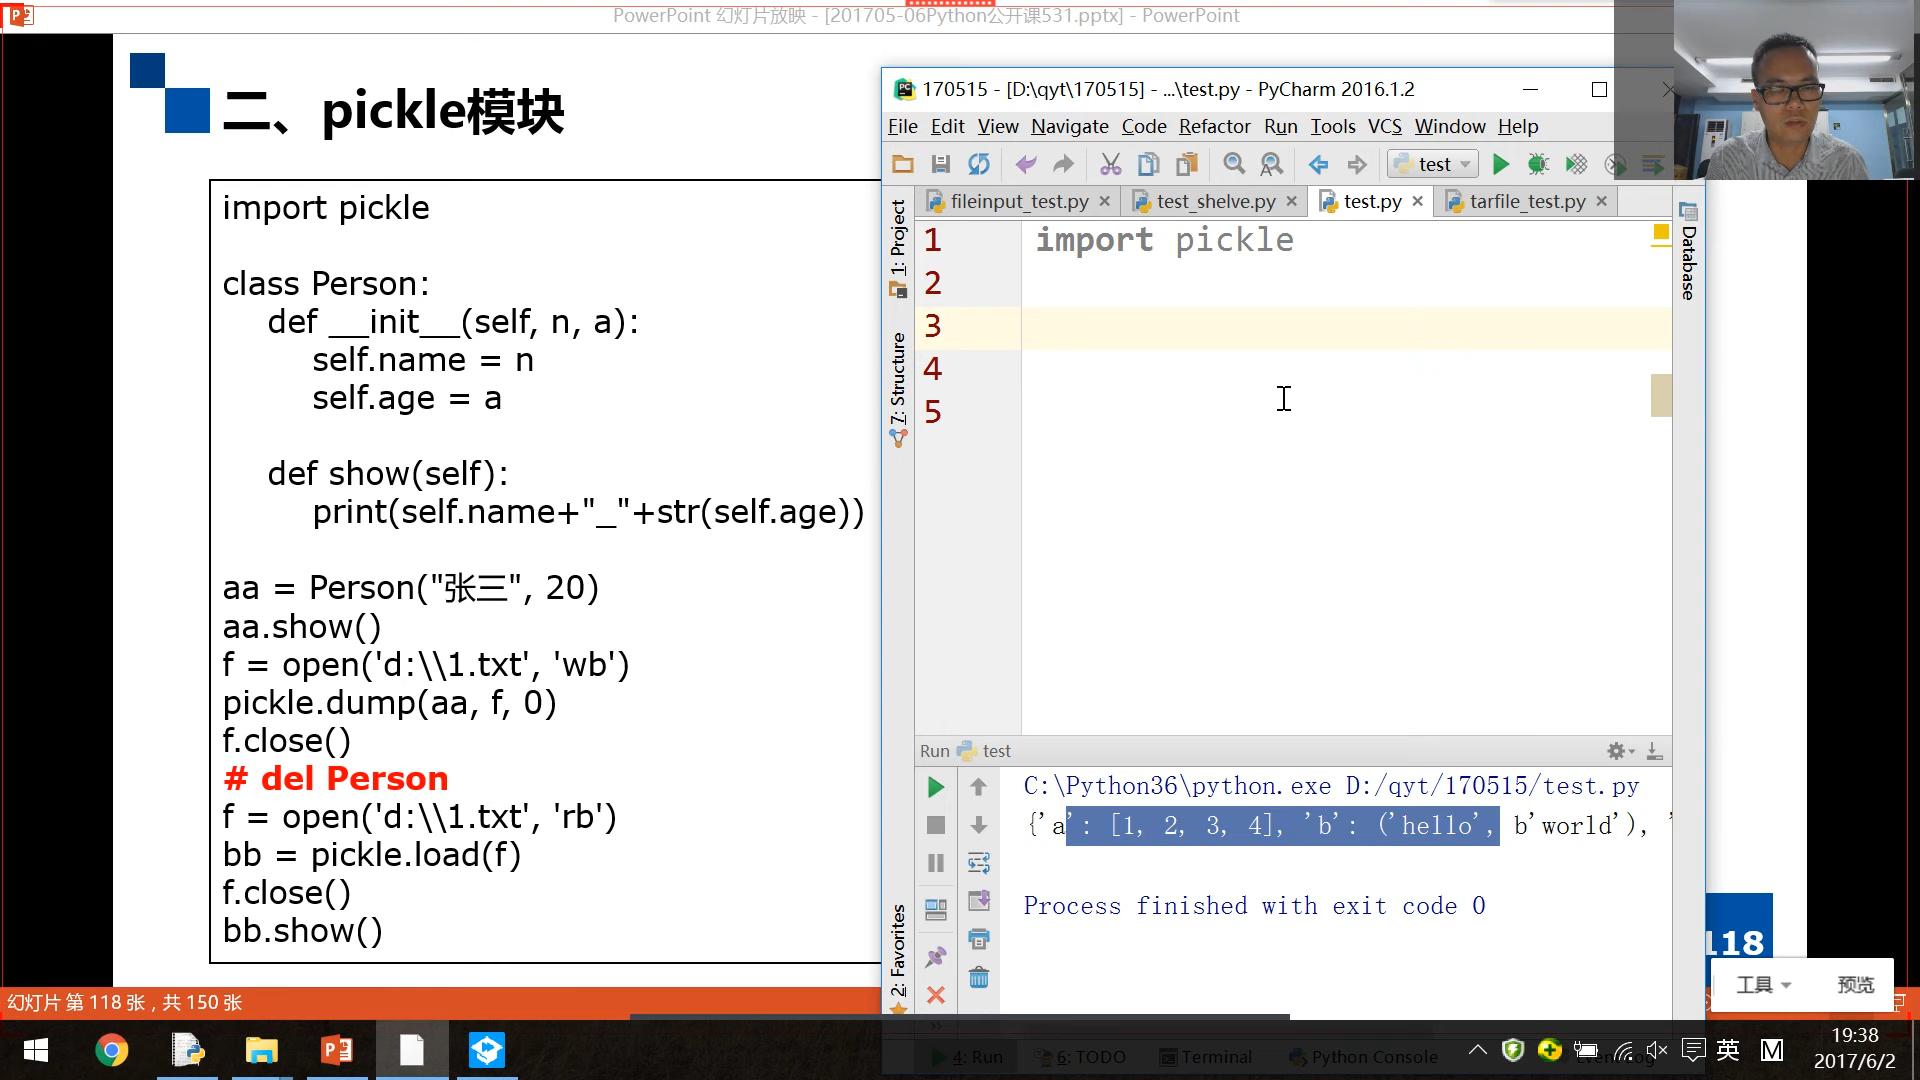 PowerPoint 幻灯片放映 - [201705-06Python公开课531.pptx] - PowerPoint
二、pickle模块
import pickle
class Person:
def __init__(self, n, a):
self.name = n
self.age = a
def show(self):
print(self.name+"_"+str(self.age))
aa = Person("张三", 20)
aa.show()
f = open('d:\\1.txt', 'wb')
pickle.dump(aa, f, 0)
f.close()
# del Person
f = open('d:\\1.txt', 'rb')
bb = pickle.load(f)
f.close()
bb.show()
170515 - [D:\qyt\170515] - ...\test.py - PyCharm 2016.1.2
File Edit View Navigate Code Refactor Run Tools VCS Window Help
test
fileinput_test.py test_shelve.py test.py tarfile_test.py
1: Project
7: Structure
2: Favorites
Database
1 import pickle
2
3
4
5
Run test
C:\Python36\python.exe D:/qyt/170515/test.py
{'a': [1, 2, 3, 4], 'b': ('hello', b'world'), '
Process finished with exit code 0
4: Run 6: TODO Terminal Python Console
118
工具 预览
幻灯片 第 118 张，共 150 张
英
19:38
2017/6/2